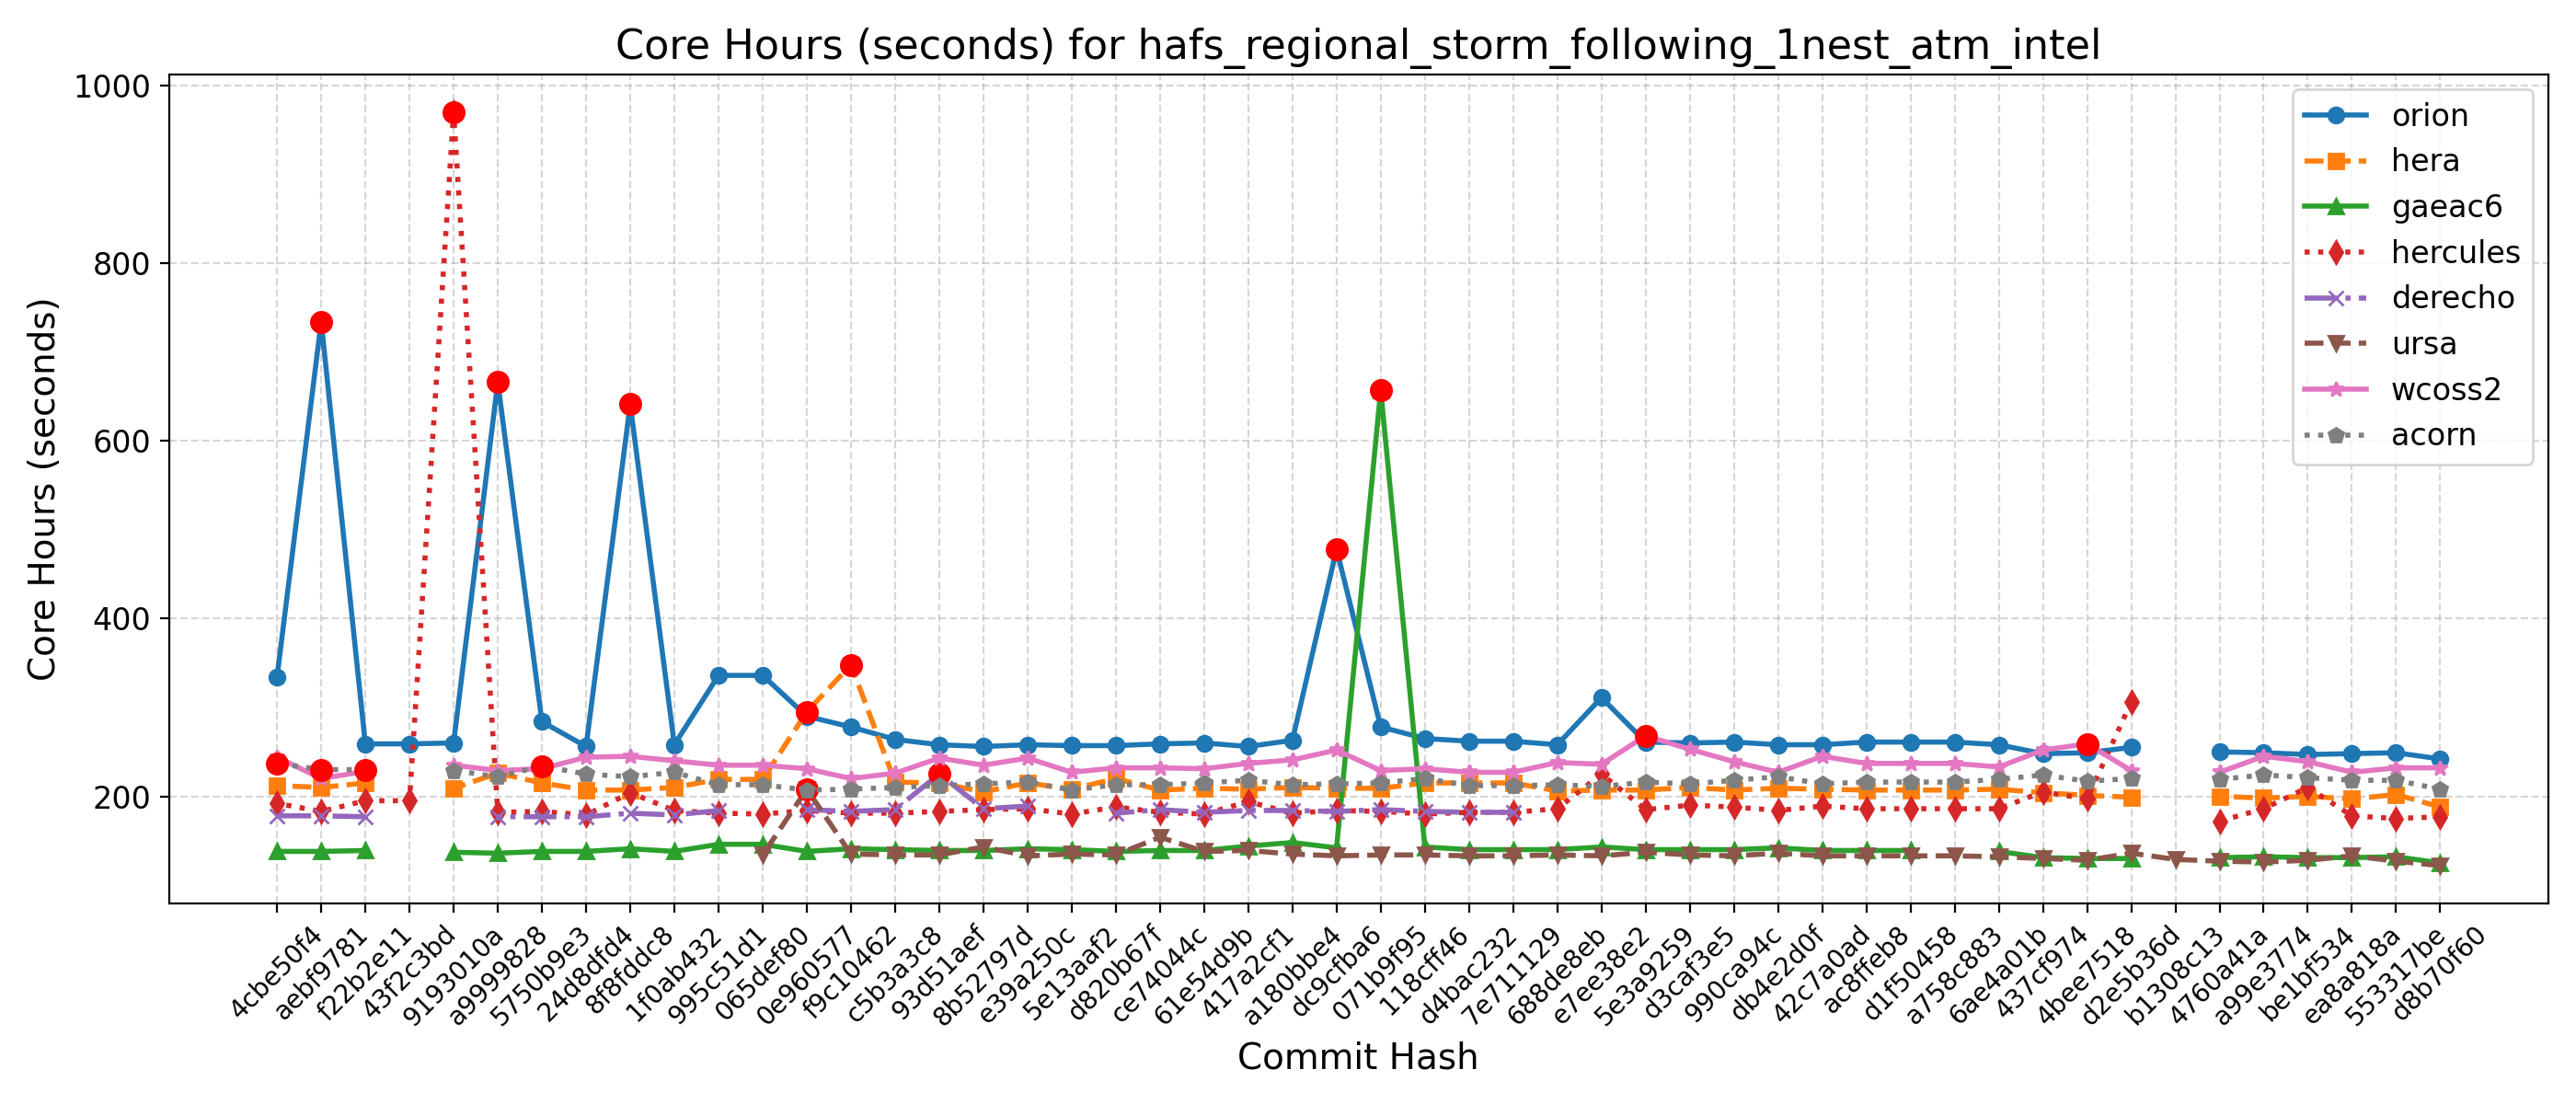 Core Hours (seconds) for hafs_regional_storm_following_1nest_atm_intel
Core Hours (seconds)
1000
800
600
400
200
orion
hera
gaeac6
hercules
derecho
ursa
wcoss2
acorn
4cbe50f4
aebf9781
f22b2e11
43f2c3bd
9193010a
a9999828
5750b9e3
24d8dfd4
8f8fddc8
1f0ab432
995c51d1
065def80
0e960577
f9c10462
c5b3a3c8
93d51aef
8b52797d
e39a250c
5e13aaf2
d820b67f
ce74044c
61e54d9b
417a2cf1
a180bbe4
dc9cfba6
071b9f95
118cff46
d4bac232
7e711129
688de8eb
e7ee38e2
5e3a9259
d3caf3e5
990ca94c
db4e2d0f
42c7a0ad
ac8ffeb8
d1f50458
a758c883
6ae4a01b
437cf974
4bee7518
d2e5b36d
b1308c13
4760a41a
a99e3774
be1bf534
ea8a818a
553317be
d8b70f60
Commit Hash